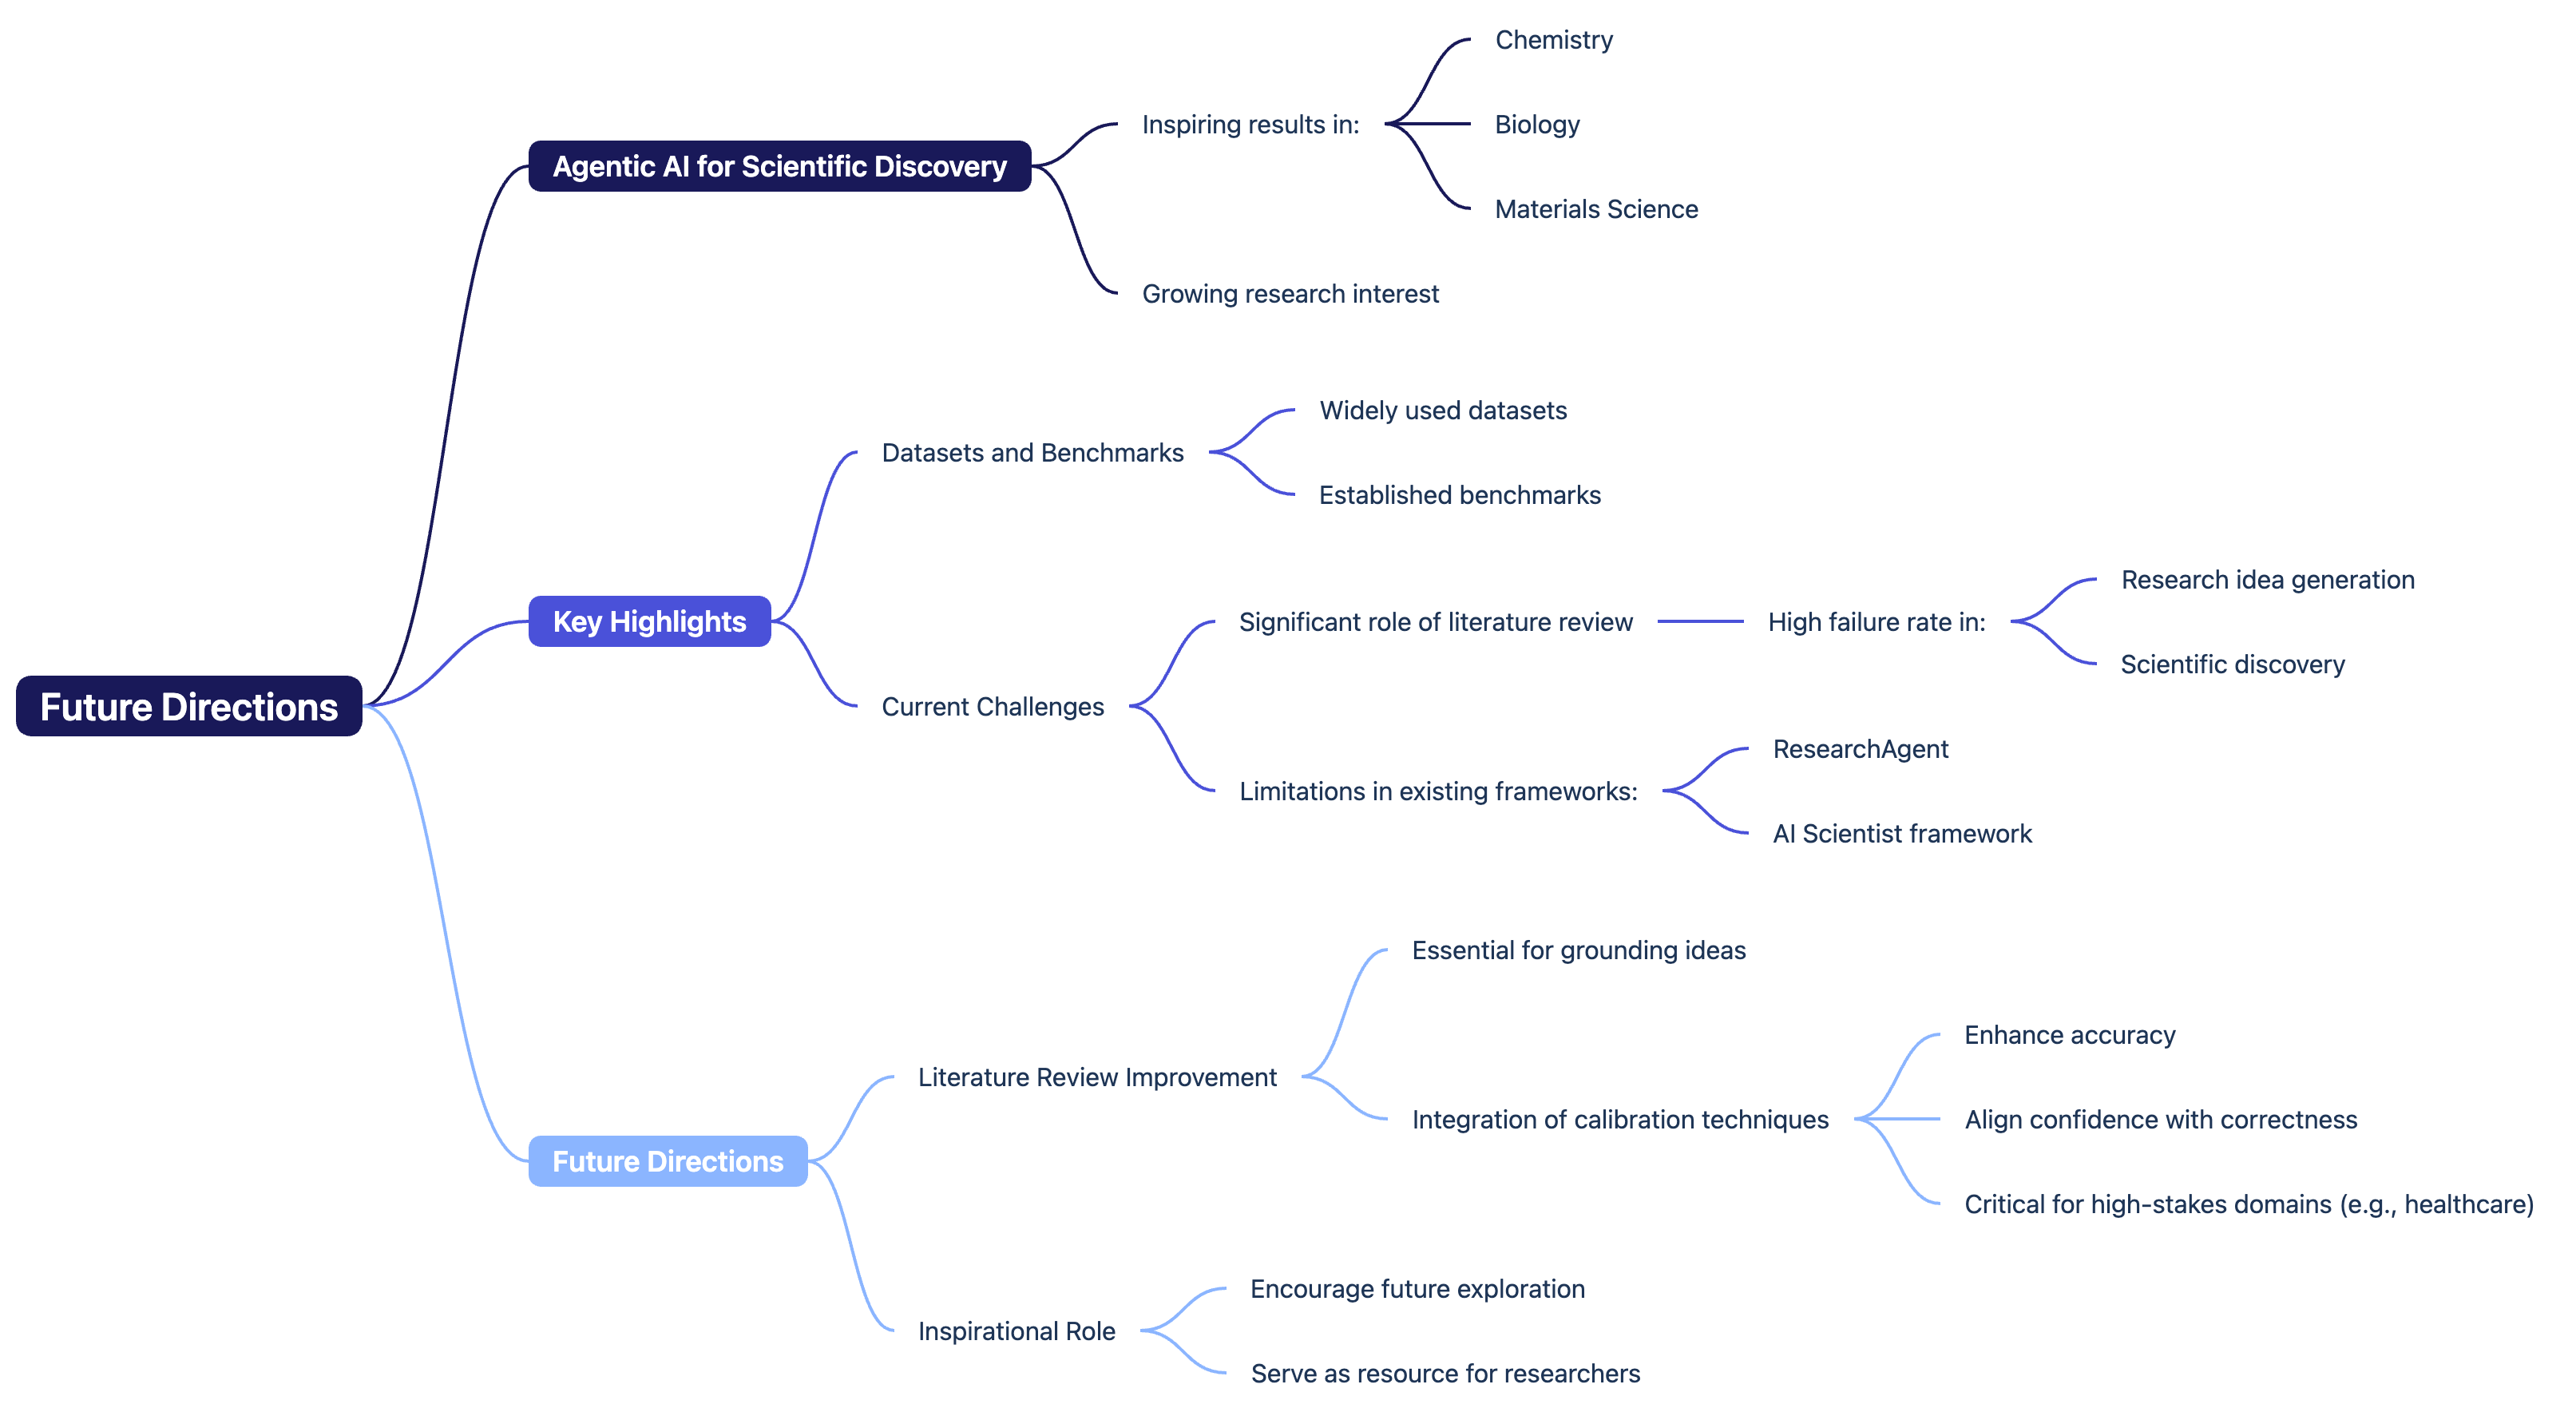 Future Directions
Agentic AI for Scientific Discovery
Inspiring results in:
Chemistry
Biology
Materials Science
Growing research interest
Key Highlights
Datasets and Benchmarks
Widely used datasets
Established benchmarks
Current Challenges
Significant role of literature review
High failure rate in:
Research idea generation
Scientific discovery
Limitations in existing frameworks:
ResearchAgent
AI Scientist framework
Future Directions
Literature Review Improvement
Essential for grounding ideas
Integration of calibration techniques
Enhance accuracy
Align confidence with correctness
Critical for high-stakes domains (e.g., healthcare)
Inspirational Role
Encourage future exploration
Serve as resource for researchers